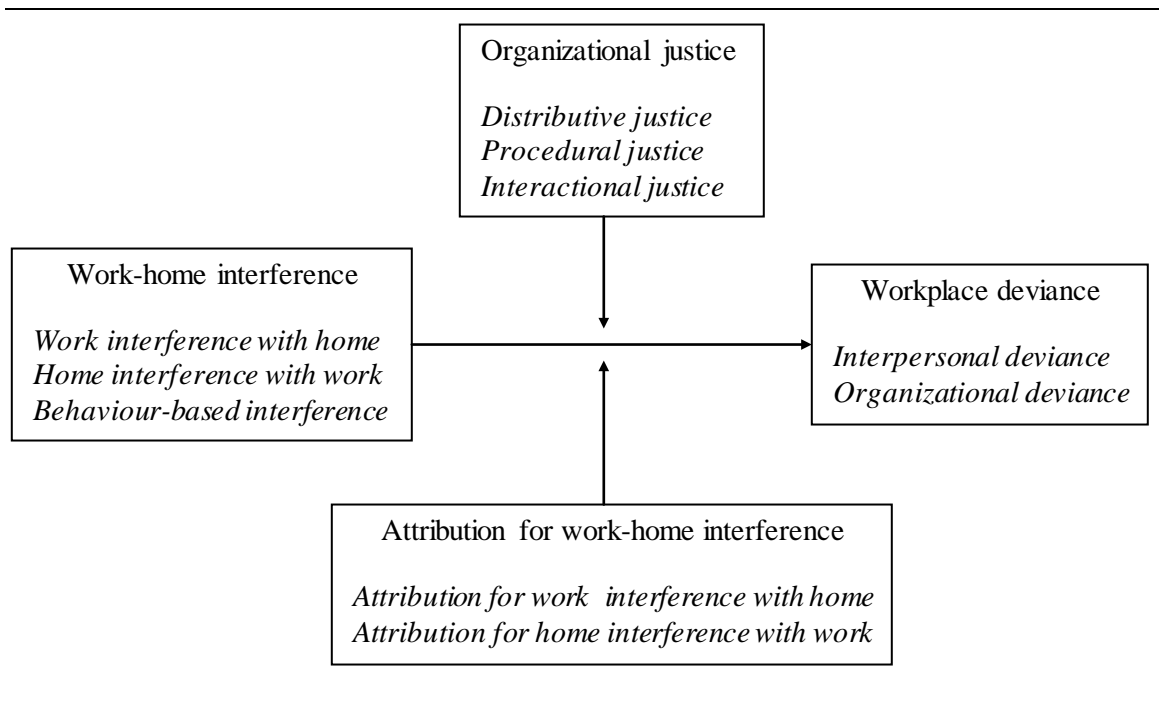 Organizational justice
Distributive justice
Procedural justice
Interactional justice
Work-home interference
Work interference with home
Home interference with work
Behaviour-based interference
Workplace deviance
Interpersonal deviance
Organizational deviance
Attribution for work-home interference
Attribution for work interference with home
Attribution for home interference with work